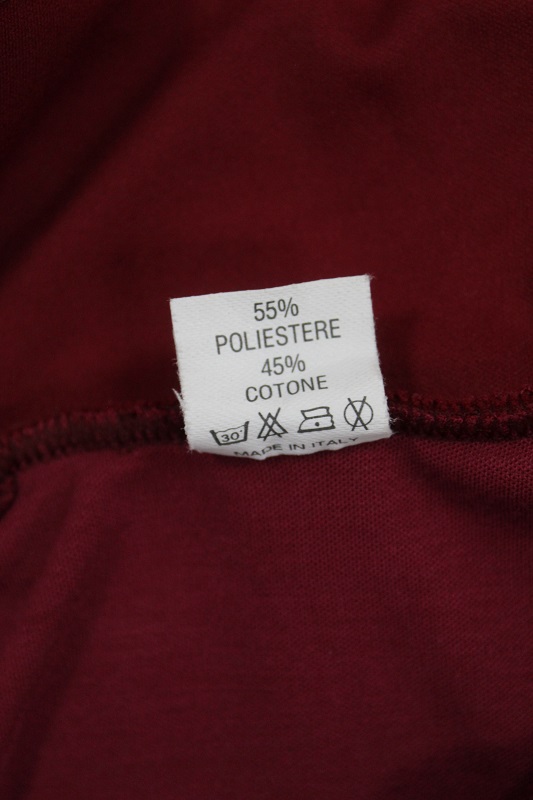 55%
POLIESTERE
45%
COTONE
30°
MADE IN ITALY